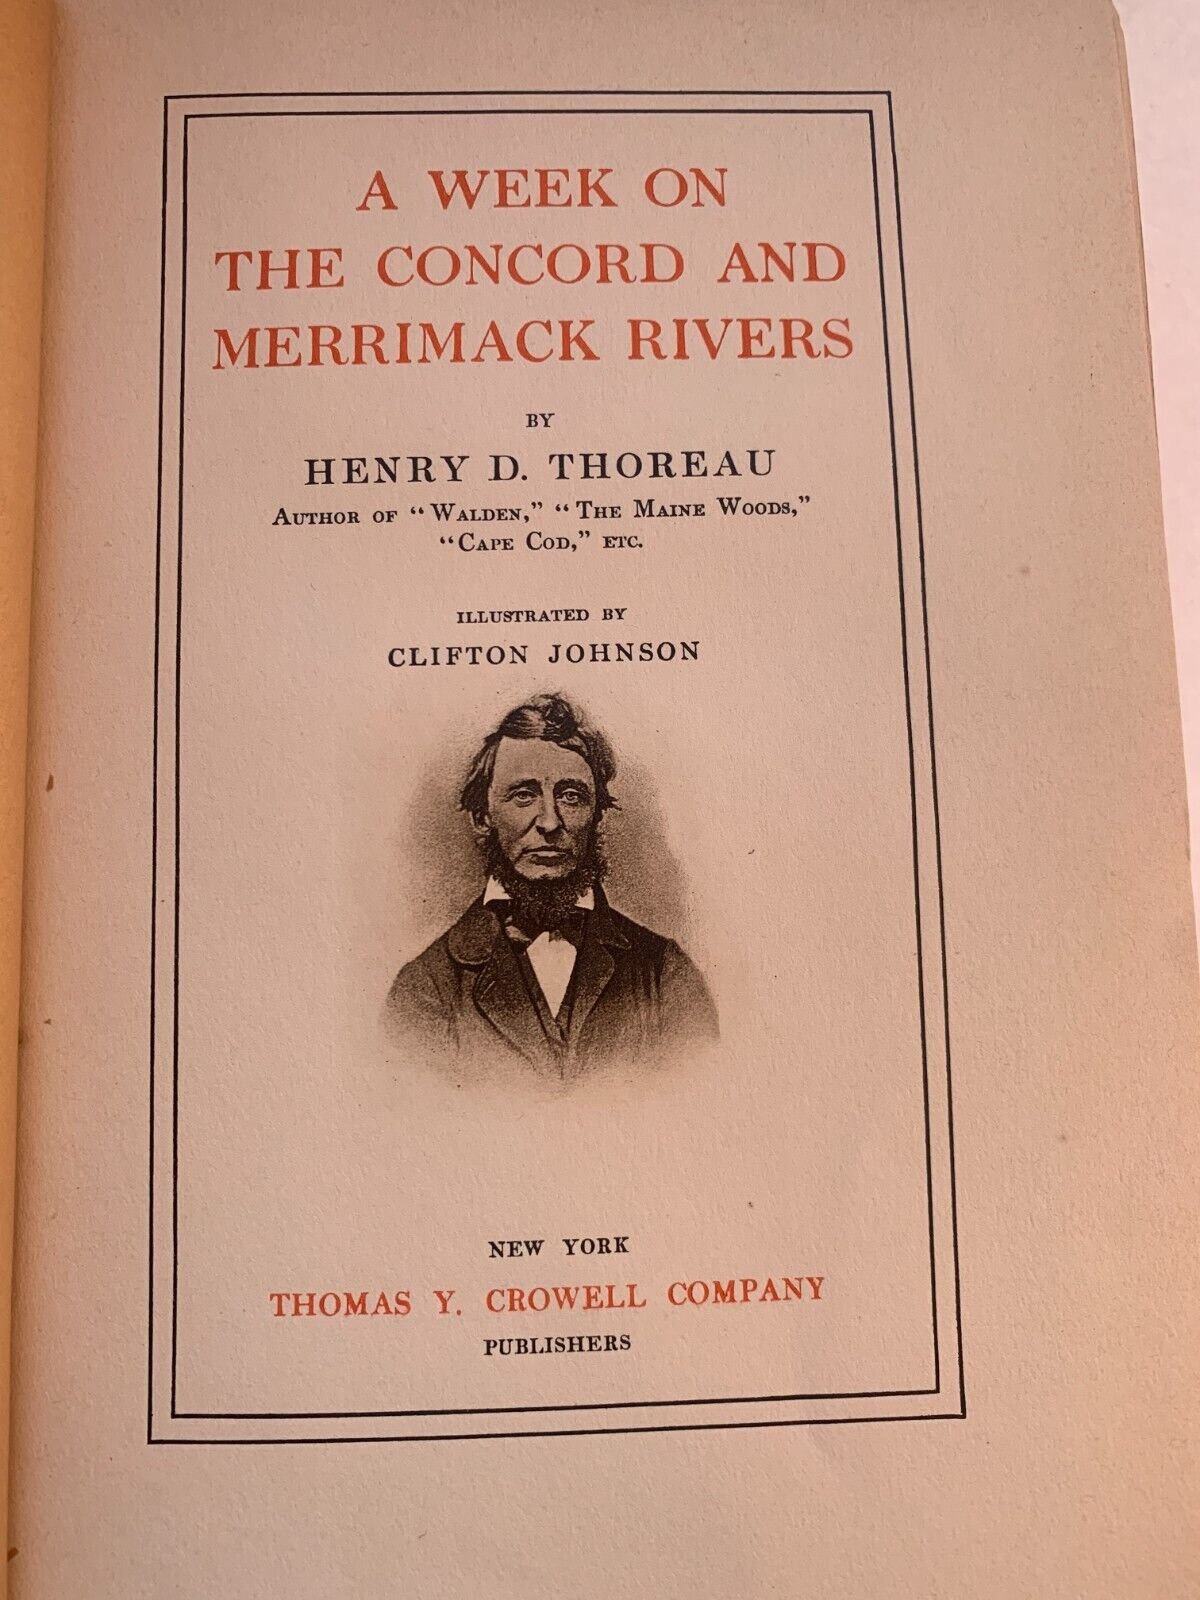 A WEEK ON
THE CONCORD AND
MERRIMACK RIVERS
BY
HENRY D. THOREAU
AUTHOR OF “WALDEN,” “THE MAINE WOODS,”
“CAPE COD,” ETC.
ILLUSTRATED BY
CLIFTON JOHNSON
NEW YORK
THOMAS Y. CROWELL COMPANY
PUBLISHERS